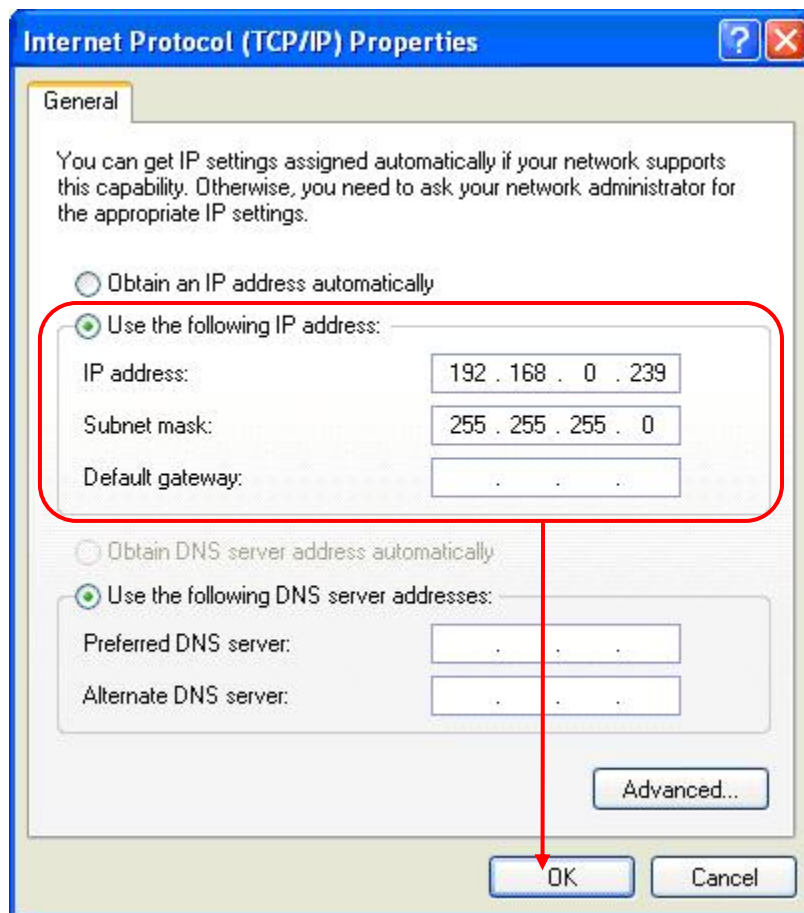 Internet Protocol (TCP/IP) Properties
General
You can get IP settings assigned automatically if your network supports
this capability. Otherwise, you need to ask your network administrator for
the appropriate IP settings.
Obtain an IP address automatically
Use the following IP address:
IP address: 192 . 168 . 0 . 239
Subnet mask: 255 . 255 . 255 . 0
Default gateway: . . .
Obtain DNS server address automatically
Use the following DNS server addresses:
Preferred DNS server: . . .
Alternate DNS server: . . .
Advanced...
OK Cancel